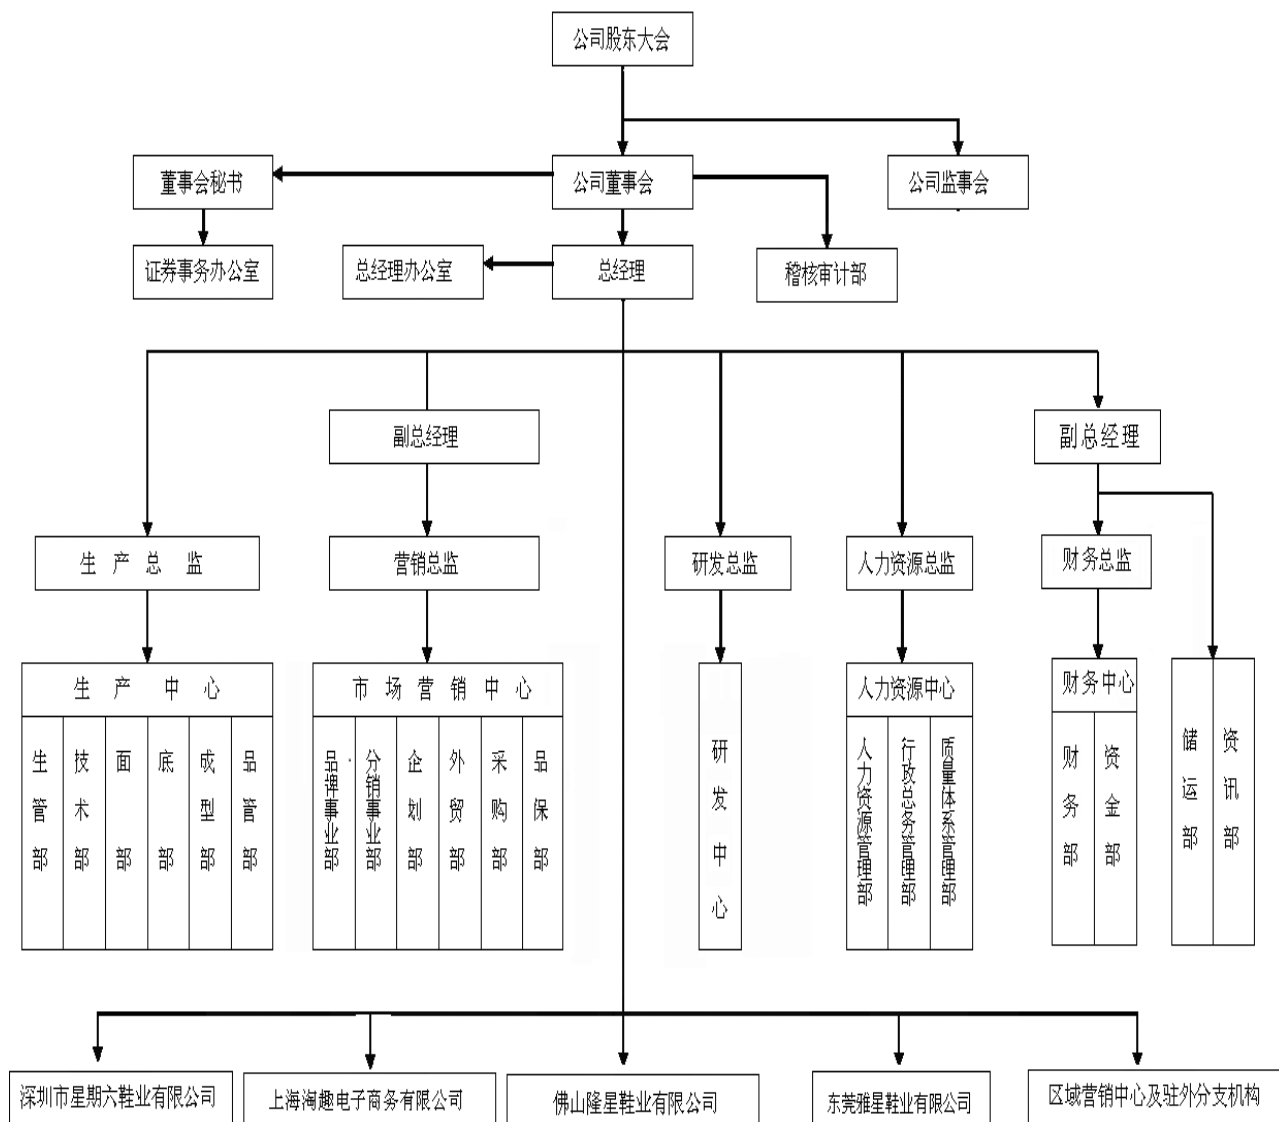 公司股东大会
董事会秘书
公司董事会
公司监事会
证券事务办公室
总经理办公室
总经理
稽核审计部
副总经理
副总经理
生产总监
营销总监
研发总监
人力资源总监
财务总监
生产中心
市场营销中心
人力资源中心
财务中心
生管部
技术部
面部
底部
成型部
品管部
品牌事业部
分销事业部
企划部
外贸部
采购部
品保部
研发中心
人力资源管理部
行政总务管理部
质量体系管理部
财务部
资金部
储运部
资讯部
深圳市星期六鞋业有限公司
上海淘趣电子商务有限公司
佛山隆星鞋业有限公司
东莞雅星鞋业有限公司
区域营销中心及驻外分支机构